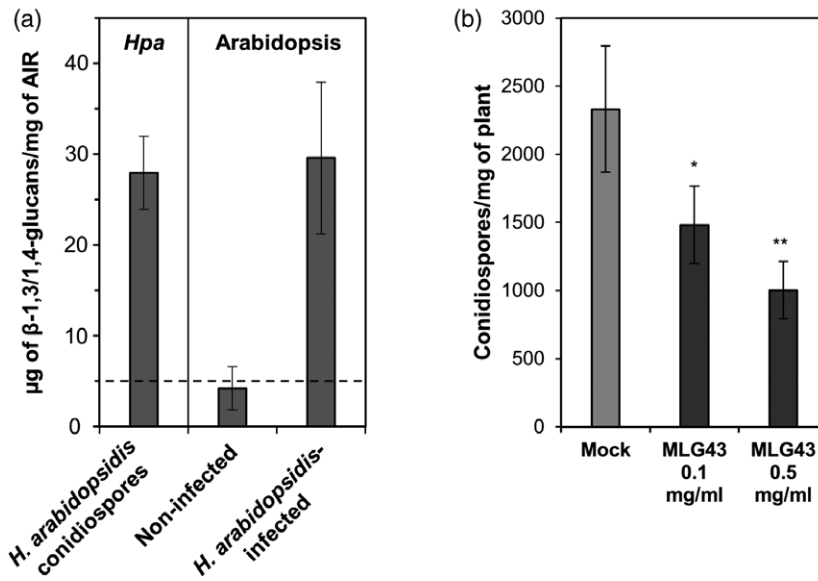 (a)
Hpa
Arabidopsis
µg of β-1,3/1,4-glucans/mg of AIR
40
30
20
10
0
H. arabidopsidis
conidiospores
Non-infected
H. arabidopsidis-
infected
(b)
Conidiospores/mg of plant
3000
2500
2000
1500
1000
500
0
*
**
Mock
MLG43
0.1
mg/ml
MLG43
0.5
mg/ml